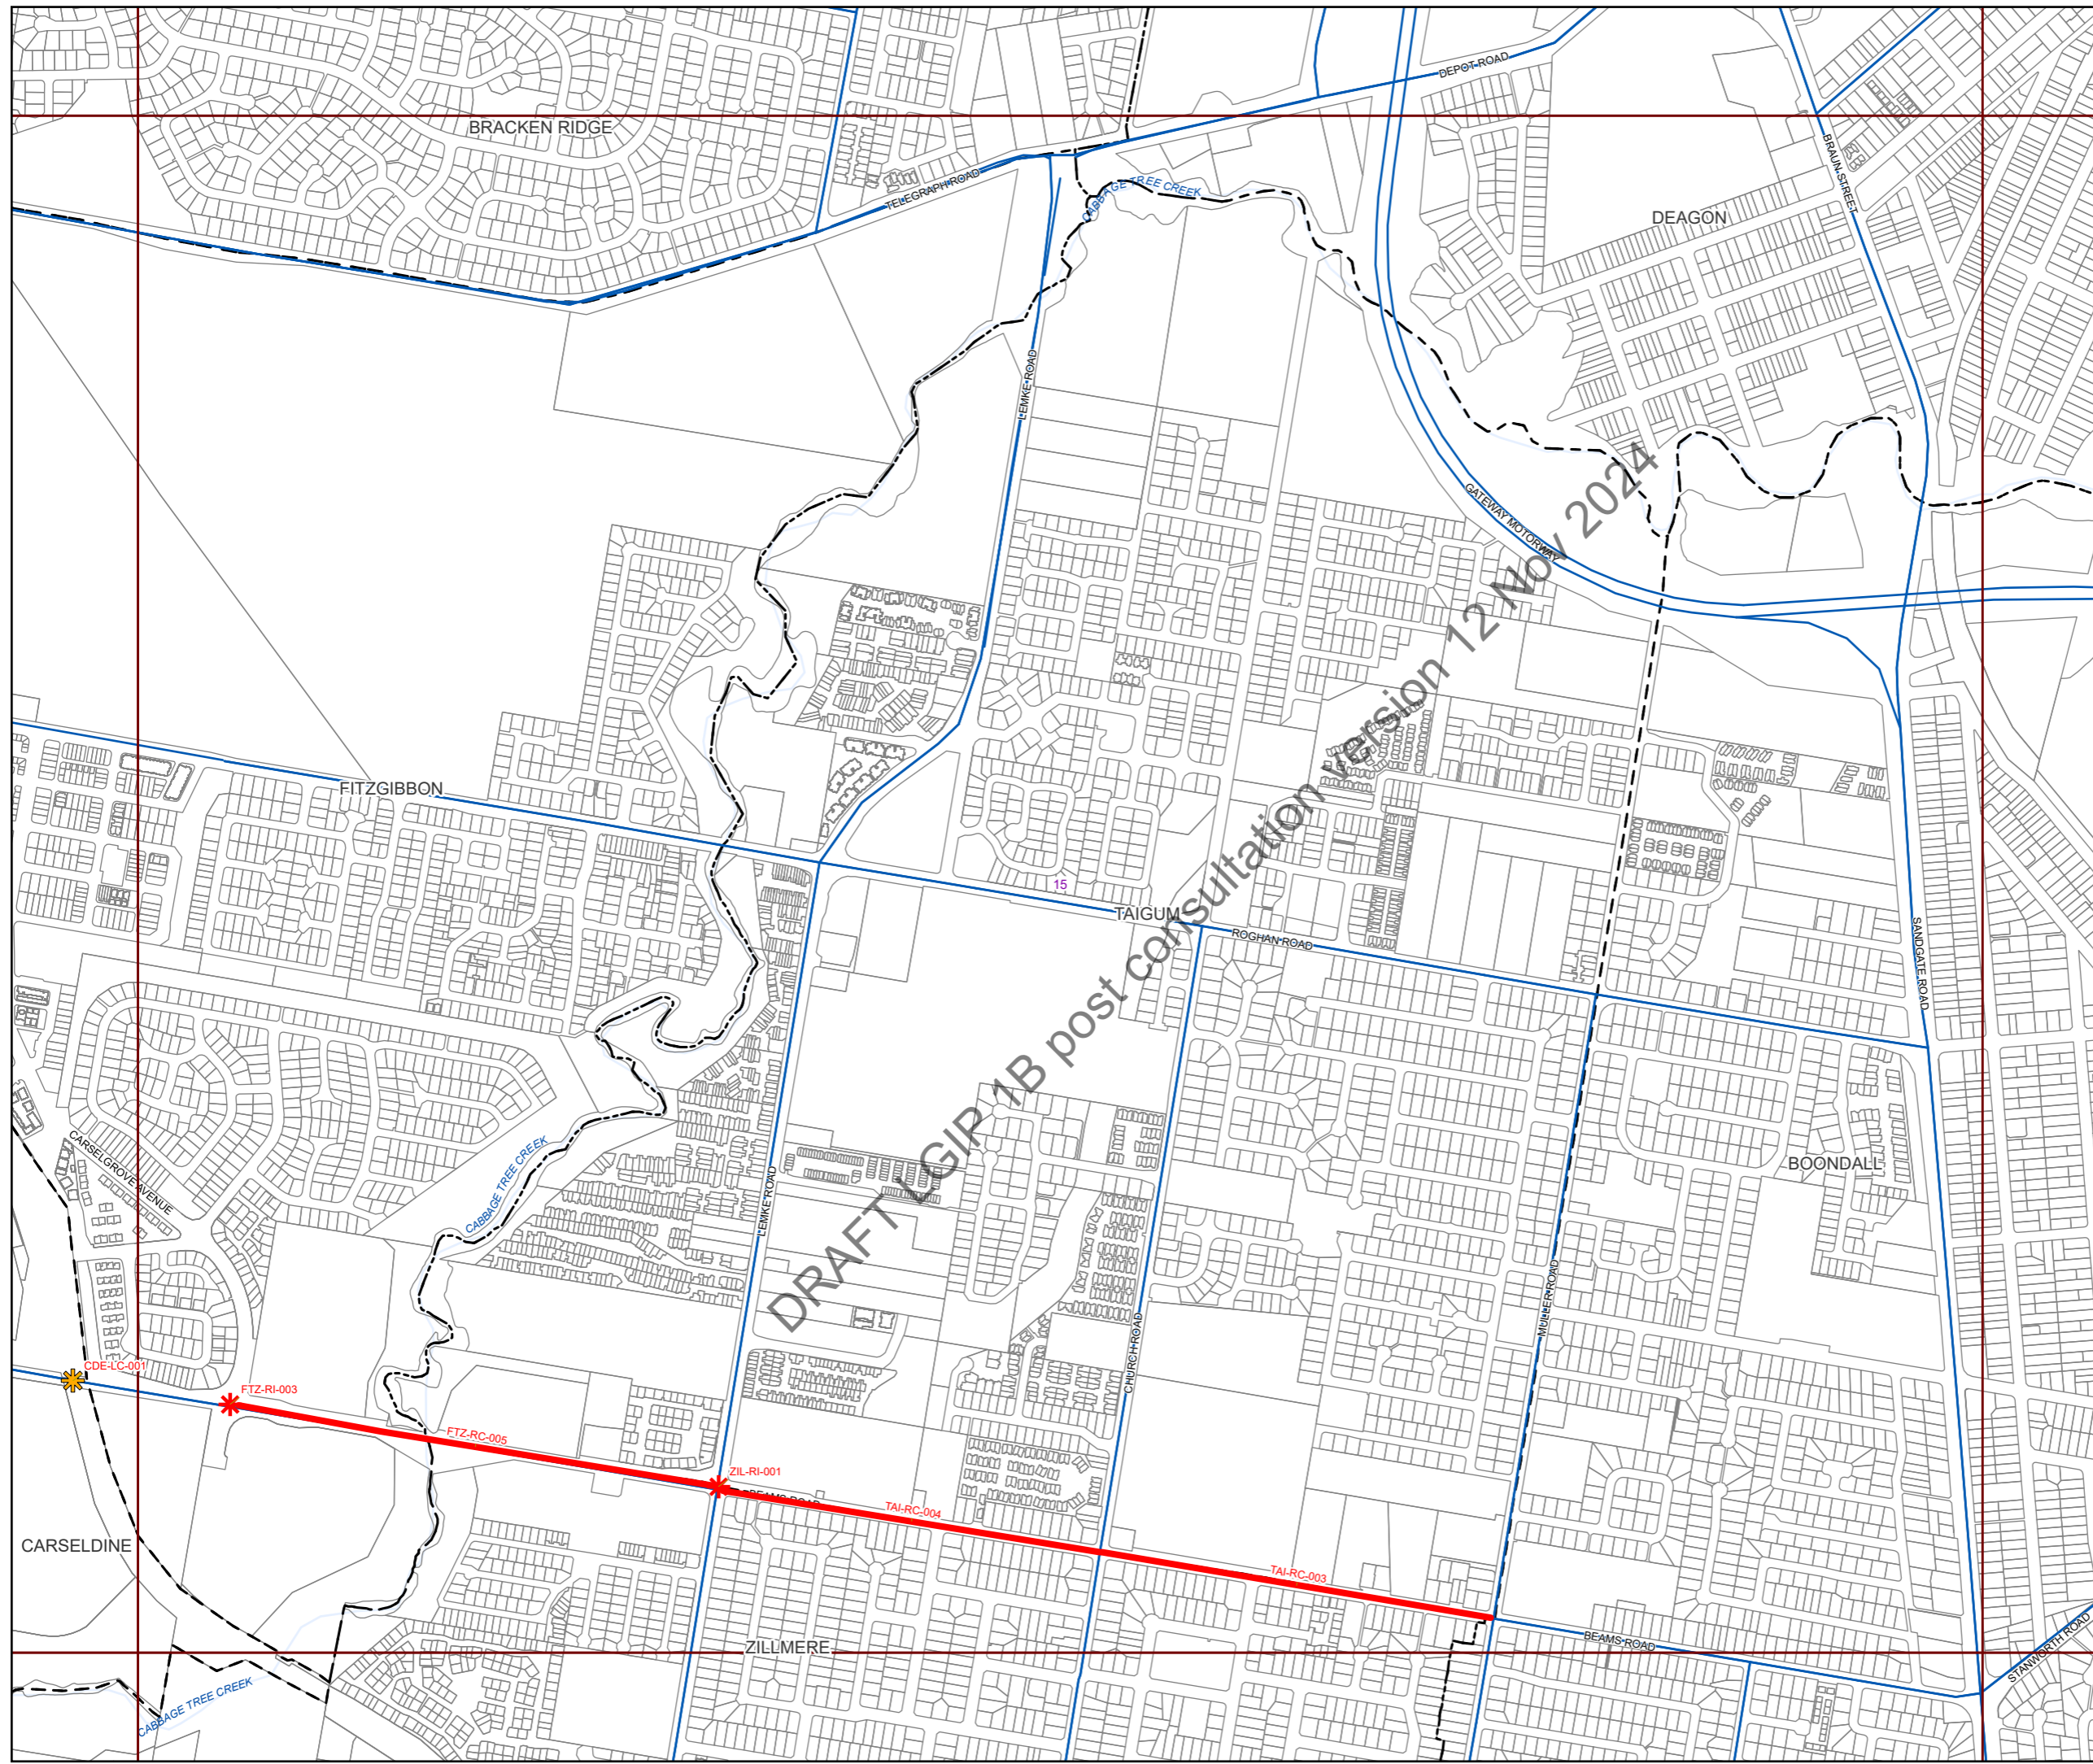 DEPOT ROAD
BRACKEN RIDGE
BRAUN STREET
TELEGRAPH ROAD
CABBAGE TREE CREEK
DEAGON
LEMKE ROAD
GATEWAY MOTORWAY
FITZGIBBON
15
TAIGUM
ROGHAN ROAD
SANDGATE ROAD
DRAFT LGIP 1B post consultation version 12 Nov 2024
CARSELGROVE AVENUE
CABBAGE TREE CREEK
LEMKE ROAD
BOONDALL
MULLER ROAD
CHURCH ROAD
CDE-LC-001
FTZ-RI-003
FTZ-RC-005
ZIL-RI-001
BEAMS ROAD
TAI-RC-004
CARSELDINE
TAI-RC-003
ZILLMERE
BEAMS ROAD
STANWORTH ROAD
CABBAGE TREE CREEK